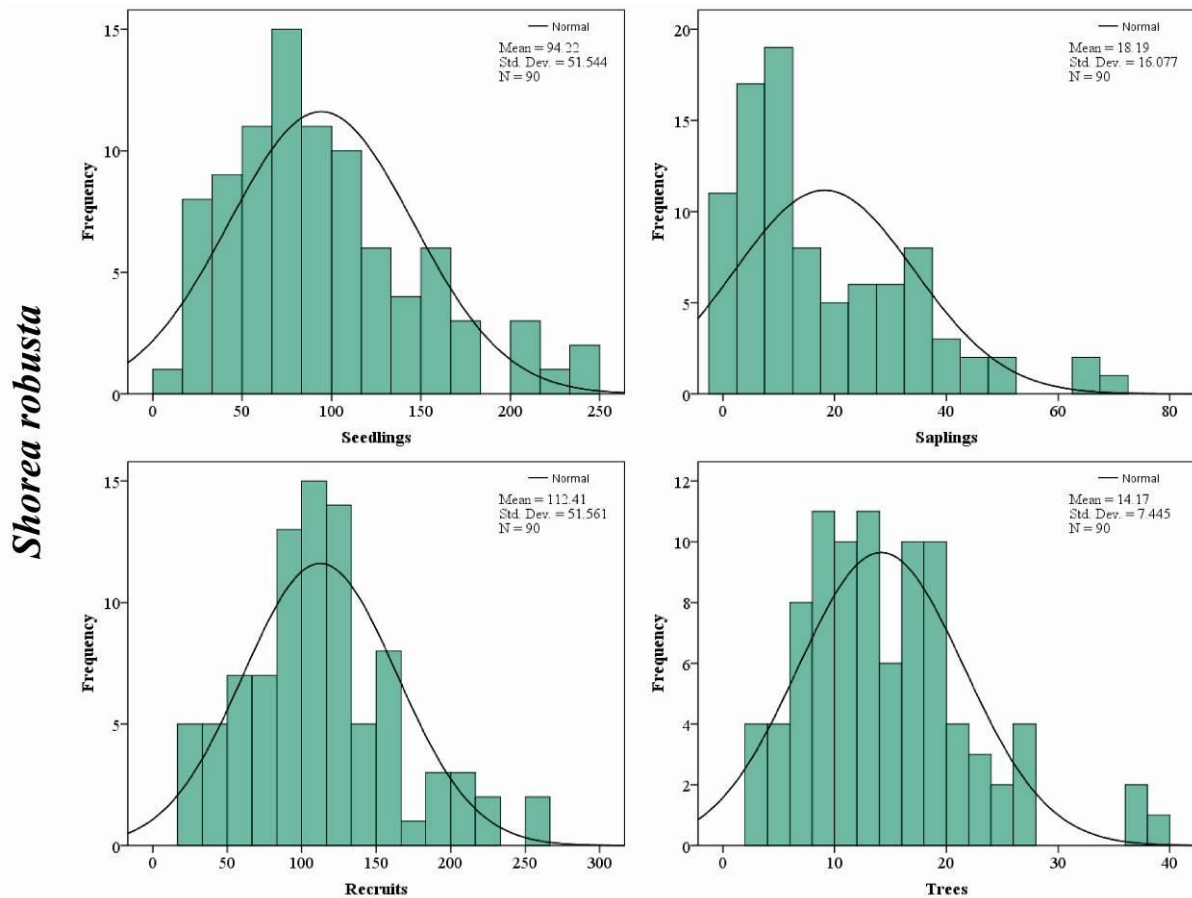 Shorea robusta
Normal
Mean = 94.22
Std. Dev. = 51.544
N = 90
Frequency
15
10
5
0
0 50 100 150 200 250
Seedlings
Normal
Mean = 18.19
Std. Dev. = 16.077
N = 90
Frequency
20
15
10
5
0
0 20 40 60 80
Saplings
Normal
Mean = 112.41
Std. Dev. = 51.561
N = 90
Frequency
15
10
5
0
0 50 100 150 200 250 300
Recruits
Normal
Mean = 14.17
Std. Dev. = 7.445
N = 90
Frequency
12
10
8
6
4
2
0
0 10 20 30 40
Trees